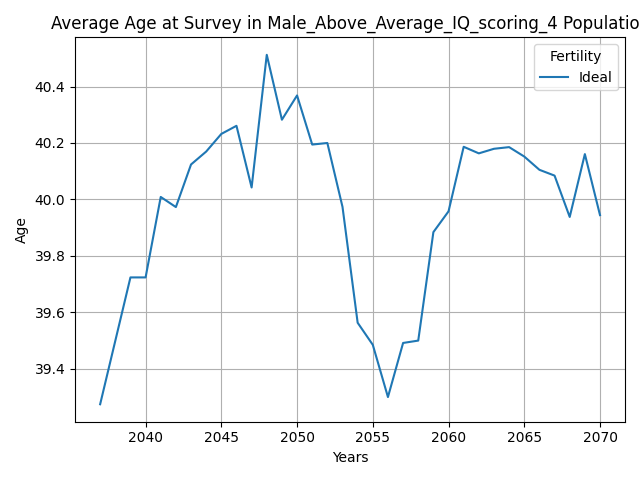 Average Age at Survey in Male_Above_Average_IQ_scoring_4 Populatio
Fertility
Ideal
Age
40.4
40.2
40.0
39.8
39.6
39.4
2040 2045 2050 2055 2060 2065 2070
Years